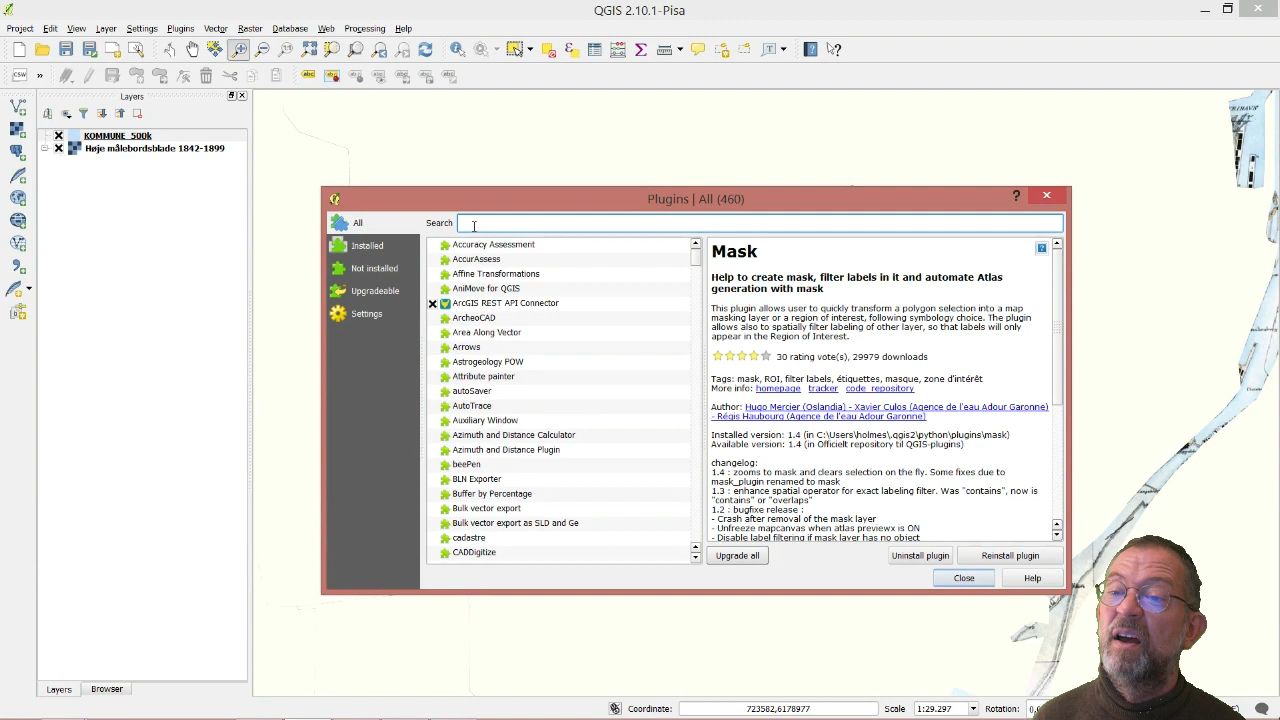 QGIS 2.10.1-Pisa
Project Edit View Layer Settings Plugins Vector Raster Database Web Processing Help
CSW » abc
Layers
KOMMUNE_500k
Høje målebordsblade 1842-1899
Plugins | All (460)
All
Installed
Not installed
Upgradeable
Settings
Search
Accuracy Assessment
AccurAssess
Affine Transformations
AniMove for QGIS
ArcGIS REST API Connector
ArcheoCAD
Area Along Vector
Arrows
Astrogeology POW
Attribute painter
autoSaver
AutoTrace
Auxiliary Window
Azimuth and Distance Calculator
Azimuth and Distance Plugin
beePen
BLN Exporter
Buffer by Percentage
Bulk vector export
Bulk vector export as SLD and Ge
cadastre
CADDigitize
Mask
Help to create mask, filter labels in it and automate Atlas
generation with mask
This plugin allows user to quickly transform a polygon selection into a map
masking layer or a region of interest, following symbology choice. The plugin
allows also to spatially filter labeling of other layer, so that labels will only
appear in the Region of Interest.
30 rating vote(s), 29979 downloads
Tags: mask, ROI, filter labels, étiquettes, masque, zone d'intérêt
More info: homepage tracker code_repository
Author: Hugo Mercier (Oslandia) - Xavier Culos (Agence de l'eau Adour Garonne)
- Régis Haubourg (Agence de l'eau Adour Garonne)
Installed version: 1.4 (in C:\Users\holmes\.qgis2\python\plugins\mask)
Available version: 1.4 (in Officielt repository til QGIS-plugins)
changelog:
1.4 : zooms to mask and clears selection on the fly. Some fixes due to
mask_plugin renamed to mask
1.3 : enhance spatial operator for exact labeling filter. Was "contains", now is
"contains" or "overlaps"
1.2 : bugfixe release :
- Crash after removal of the mask layer
- Unfreeze mapcanvas when atlas previewx is ON
- Disable label filtering if mask layer has no object
Upgrade all Uninstall plugin Reinstall plugin
Close Help
Layers Browser
Coordinate: 723582,6178977 Scale 1:29.297 Rotation: